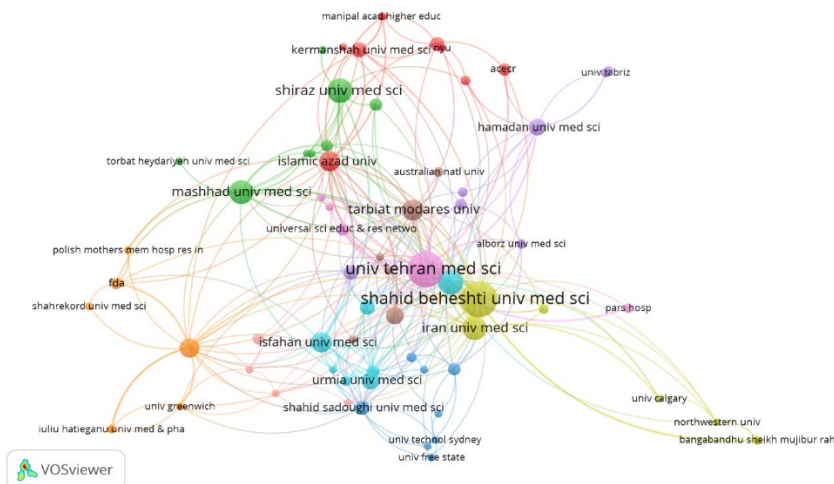 manipal acad higher educ
kermanshah univ med sci
nyu
acecr
univ tabriz
shiraz univ med sci
hamadan univ med sci
torbat heydariyeh univ med sci
islamic azad univ
australian natl univ
mashhad univ med sci
tarbiat modares univ
universal sci educ & res netwo
alborz univ med sci
polish mothers mem hosp res in
univ tehran med sci
fda
shahid beheshti univ med sci
shahrekord univ med sci
pars hosp
iran univ med sci
isfahan univ med sci
urmia univ med sci
univ calgary
univ greenwich
shahid sadoughi univ med sci
northwestern univ
iuliu hatieganu univ med & pha
univ technol sydney
bangabandhu sheikh mujibur rah
univ free state
VOSviewer